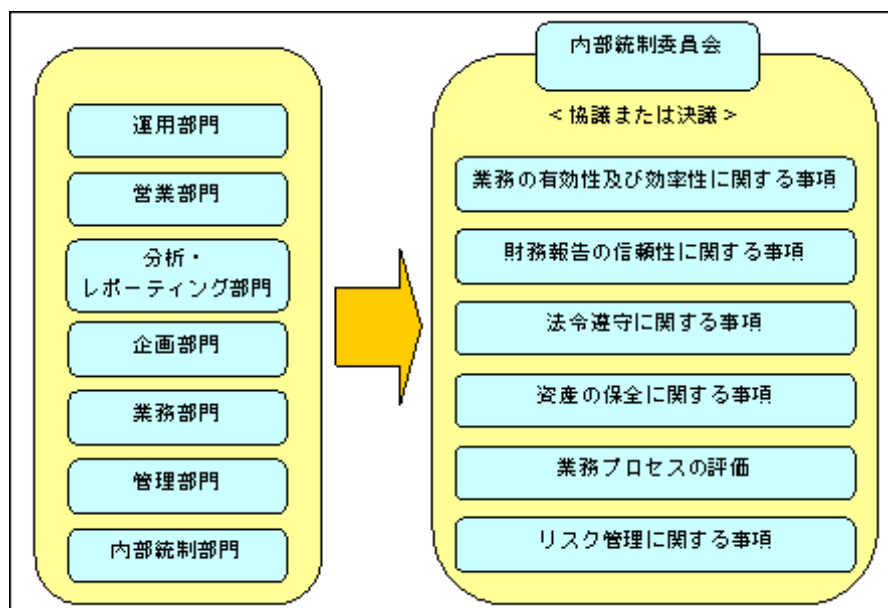 運用部門
営業部門
分析・
レポーティング部門
企画部門
業務部門
管理部門
内部統制部門
内部統制委員会
＜協議または決議＞
業務の有効性及び効率性に関する事項
財務報告の信頼性に関する事項
法令遵守に関する事項
資産の保全に関する事項
業務プロセスの評価
リスク管理に関する事項